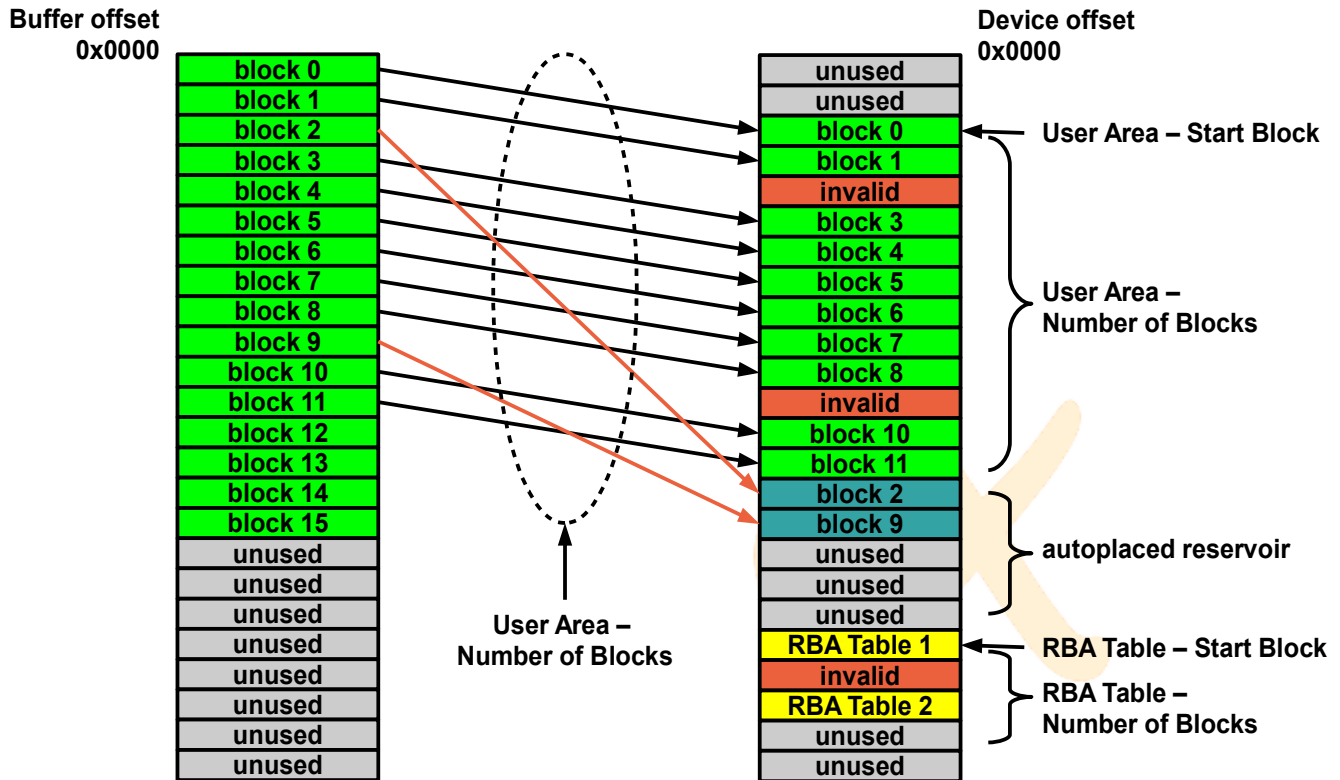 Buffer offset
0x0000
block 0
block 1
block 2
block 3
block 4
block 5
block 6
block 7
block 8
block 9
block 10
block 11
block 12
block 13
block 14
block 15
unused
unused
unused
unused
unused
unused
unused
unused
User Area –
Number of Blocks
Device offset
0x0000
unused
unused
block 0
block 1
invalid
block 3
block 4
block 5
block 6
block 7
block 8
invalid
block 10
block 11
block 2
block 9
unused
unused
unused
RBA Table 1
invalid
RBA Table 2
unused
unused
User Area – Start Block
User Area –
Number of Blocks
autoplaced reservoir
RBA Table – Start Block
RBA Table –
Number of Blocks